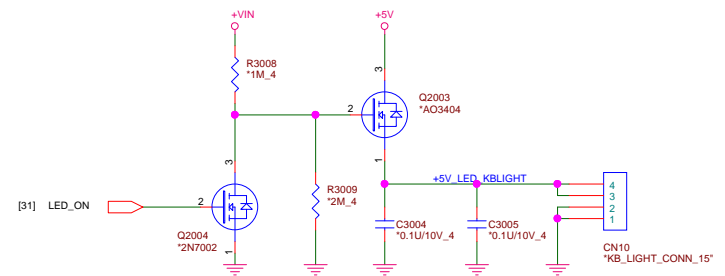 +VIN
+5V
R3008
*1M_4
3
2
Q2003
*AO3404
1
3
[31] LED_ON
2
Q2004
*2N7002
1
R3009
*2M_4
+5V_LED_KBLIGHT
C3004
*0.1U/10V_4
C3005
*0.1U/10V_4
4
3
2
1
CN10
*KB_LIGHT_CONN_15"